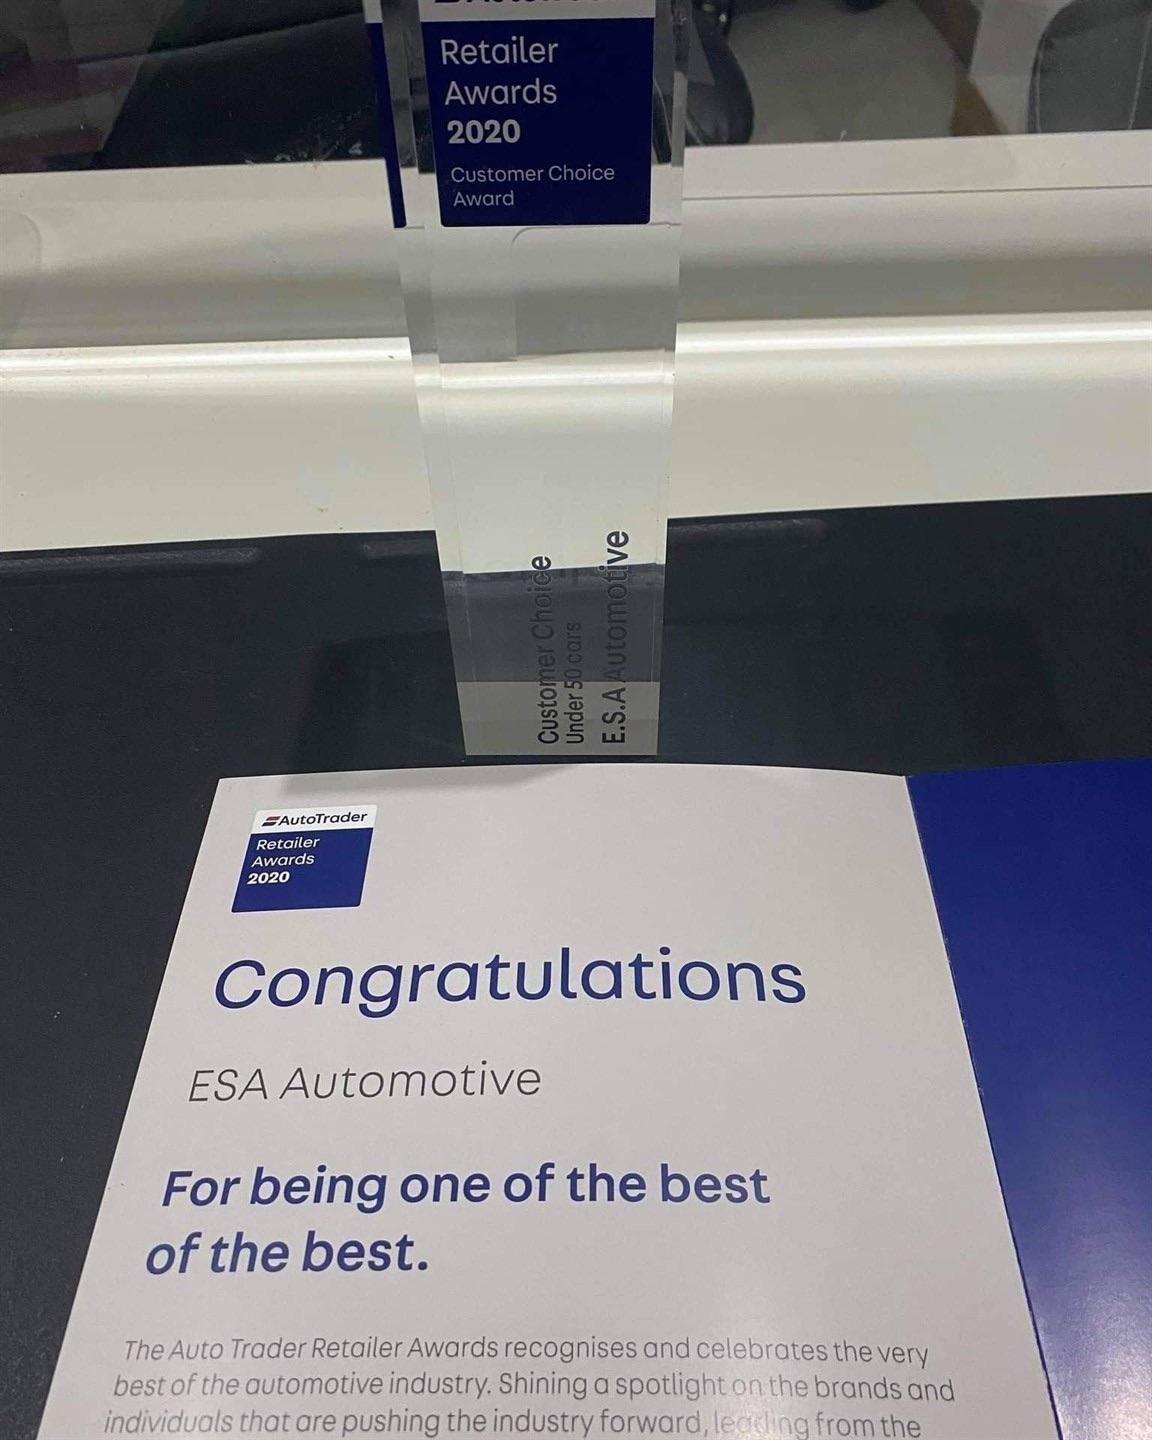 Retailer
Awards
2020
Customer Choice
Award
Customer Choice
Under 50 cars
E.S.A Automotive
AutoTrader
Retailer
Awards
2020
Congratulations
ESA Automotive
For being one of the best
of the best.
The Auto Trader Retailer Awards recognises and celebrates the very
best of the automotive industry. Shining a spotlight on the brands and
individuals that are pushing the industry forward, leading from the